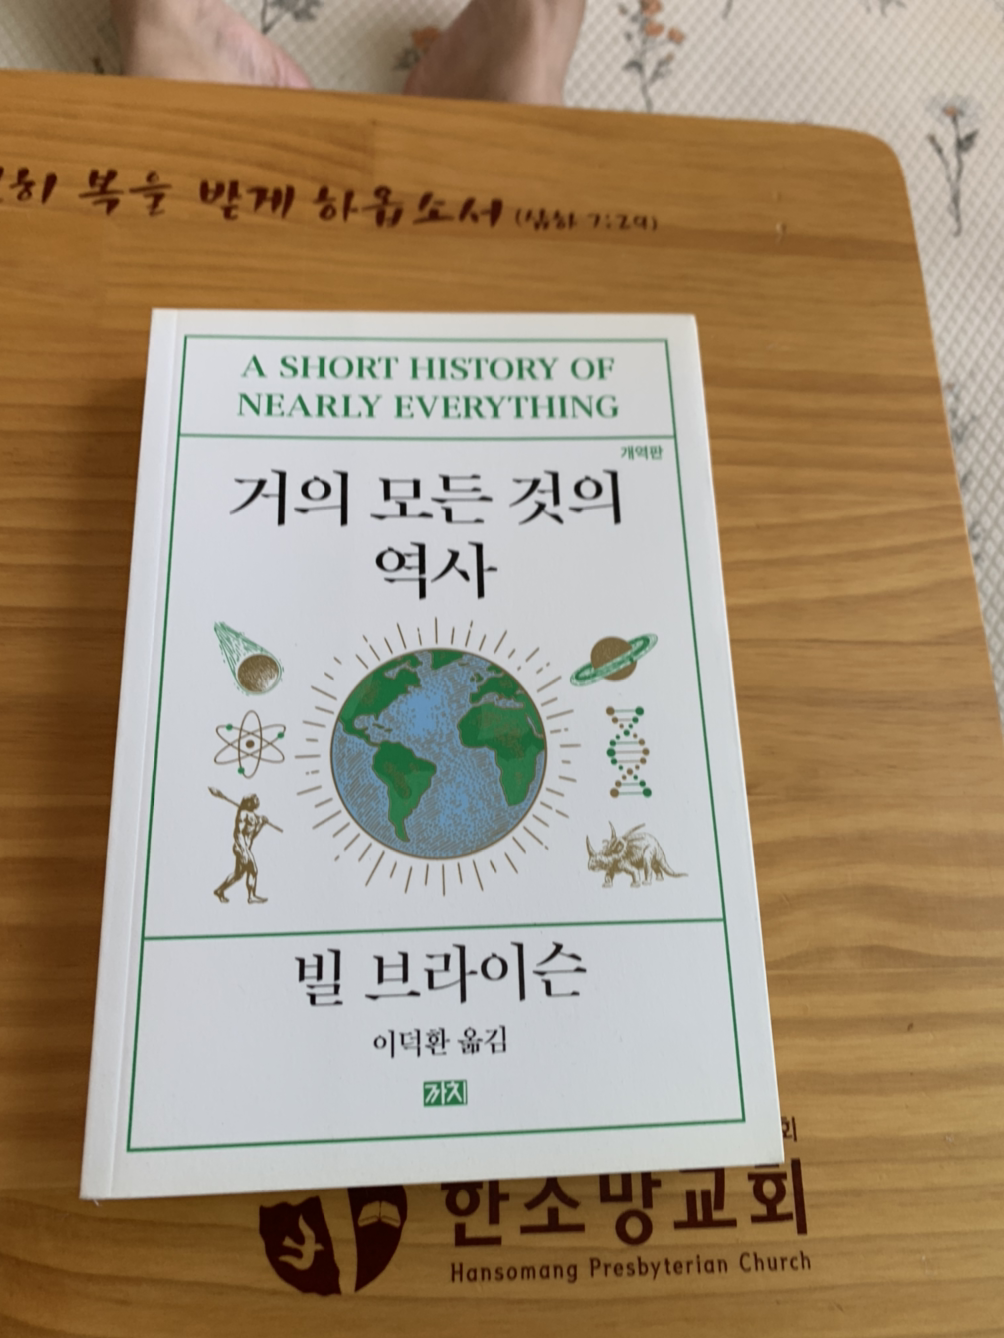 복을 받게 하옵소서 (삼하 7:29)
A SHORT HISTORY OF
NEARLY EVERYTHING
개역판
거의 모든 것의
역사
빌 브라이슨
이덕환 옮김
까치
한소망교회
Hansomang Presbyterian Church